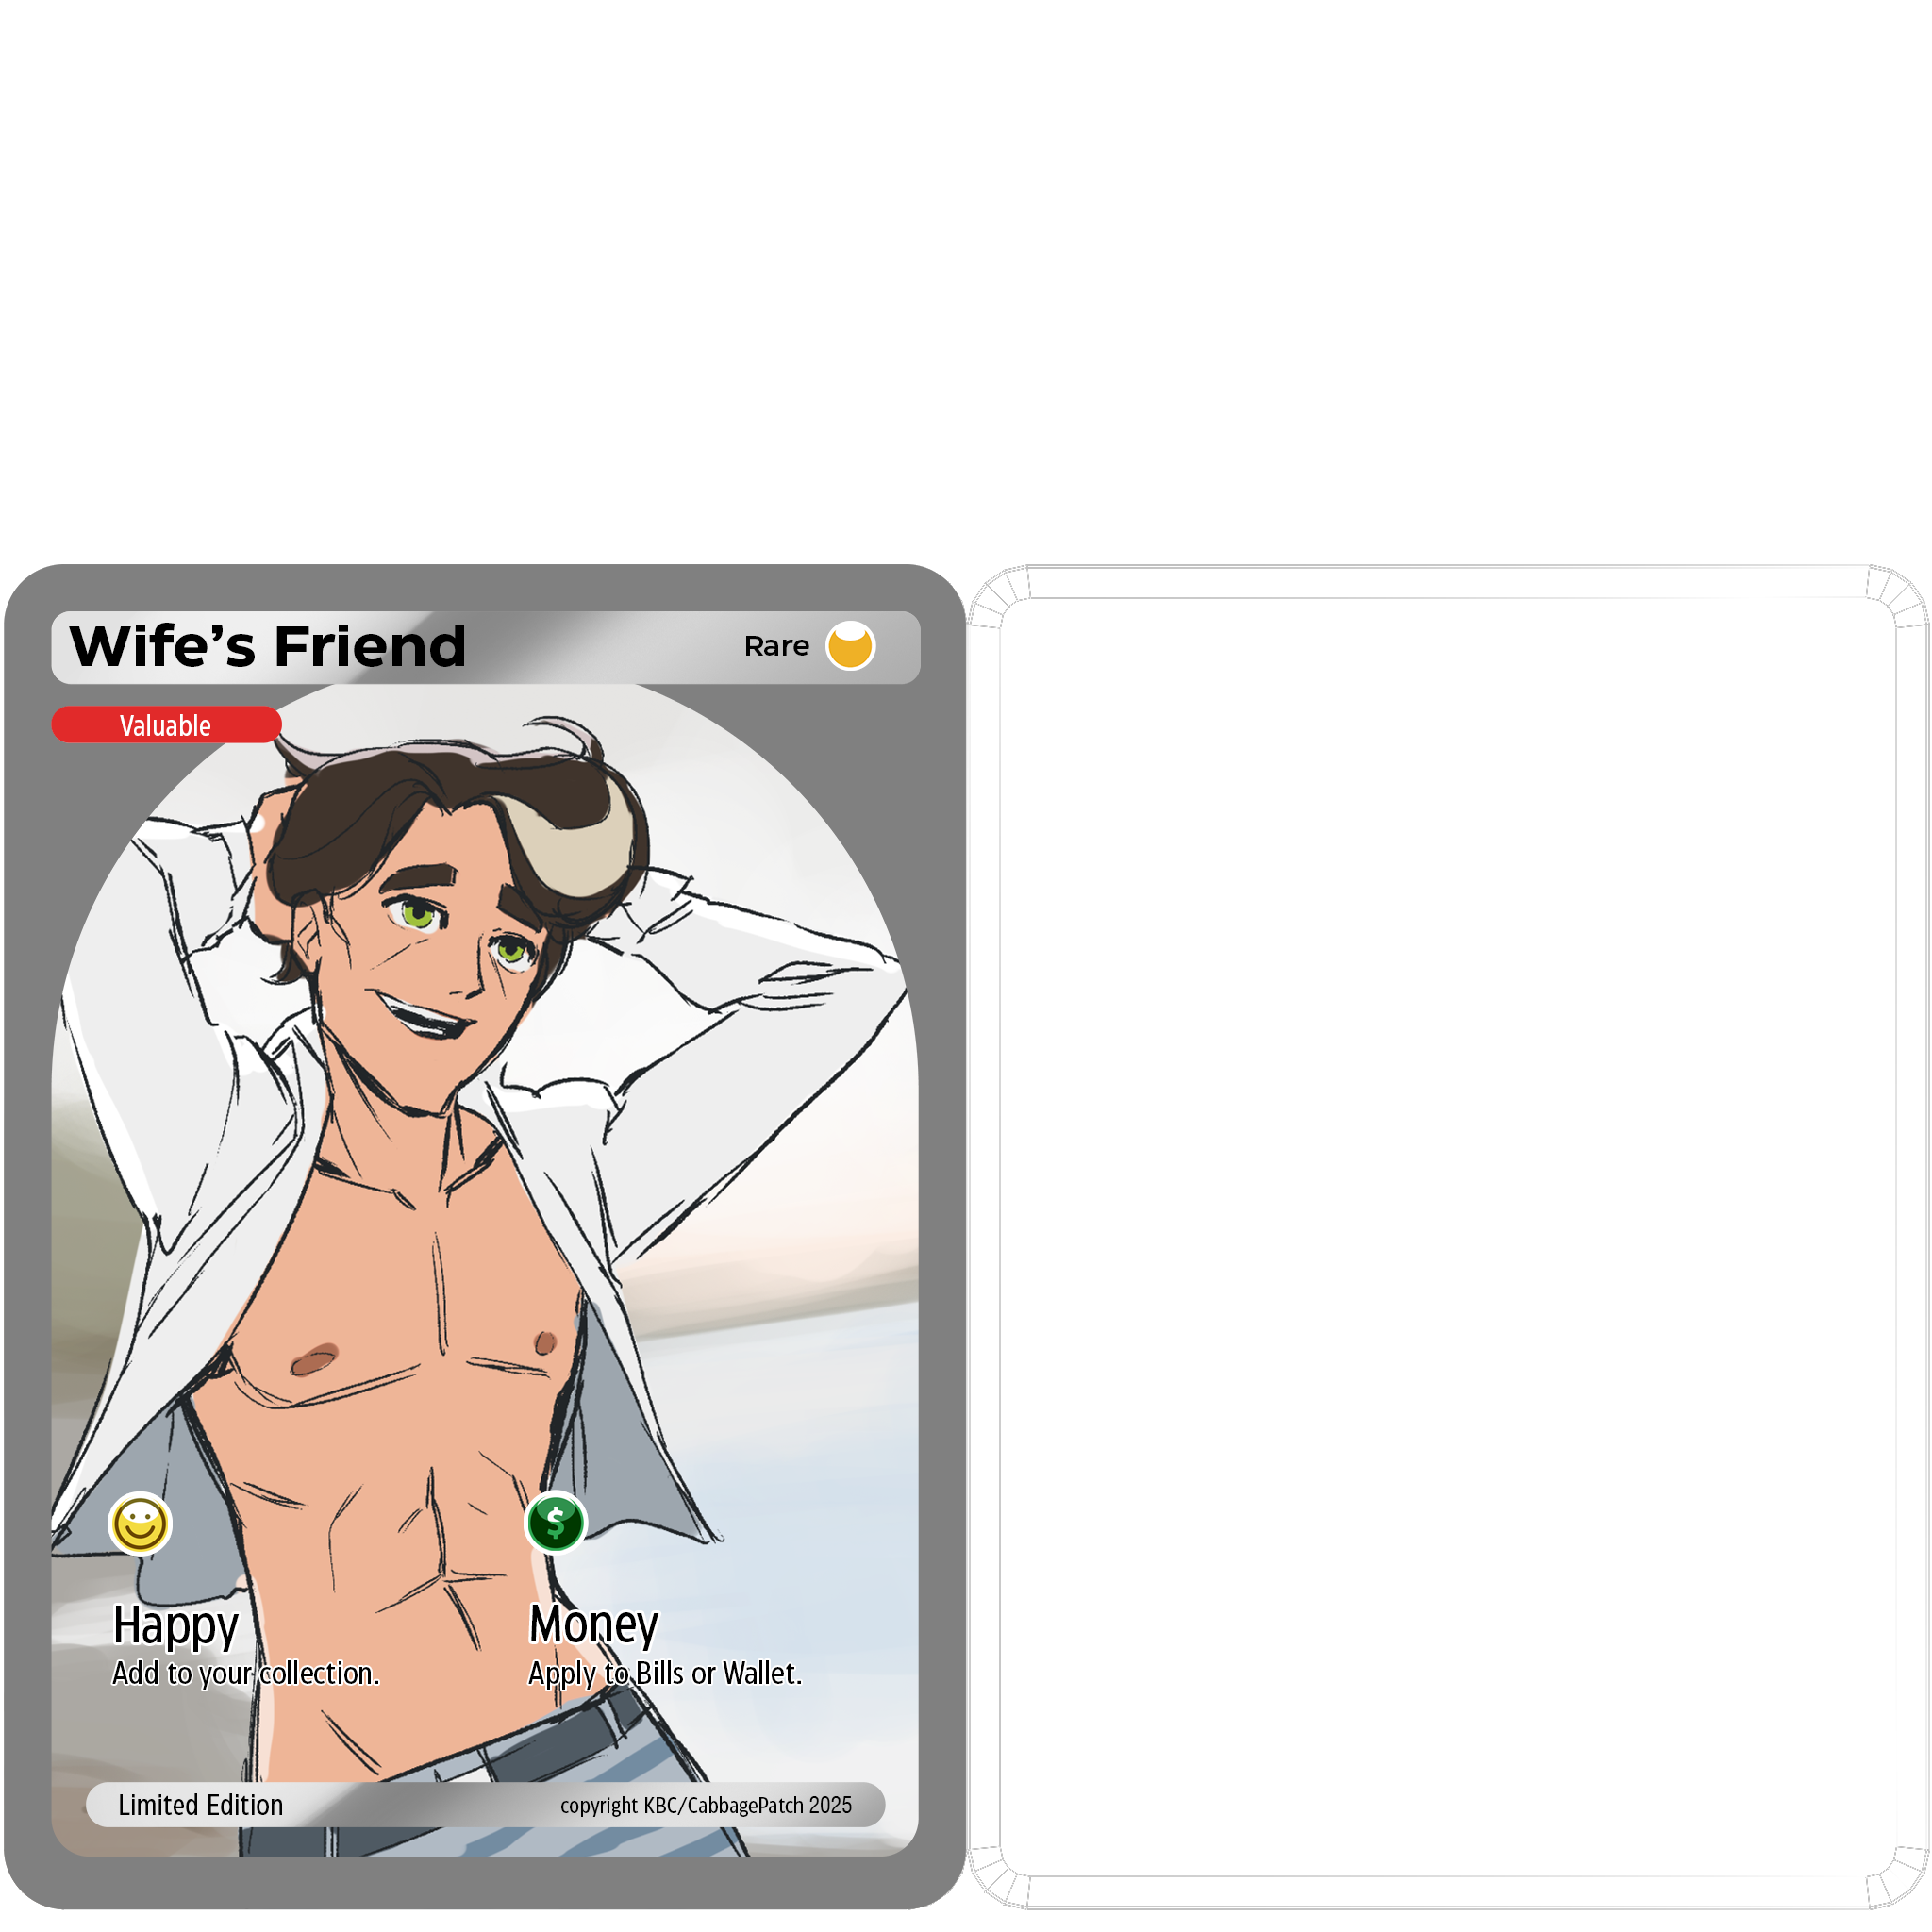 Wife’s Friend
Rare
Valuable
$
Happy
Money
Add to your collection.
Apply to Bills or Wallet.
Limited Edition
copyright KBC/CabbagePatch 2025